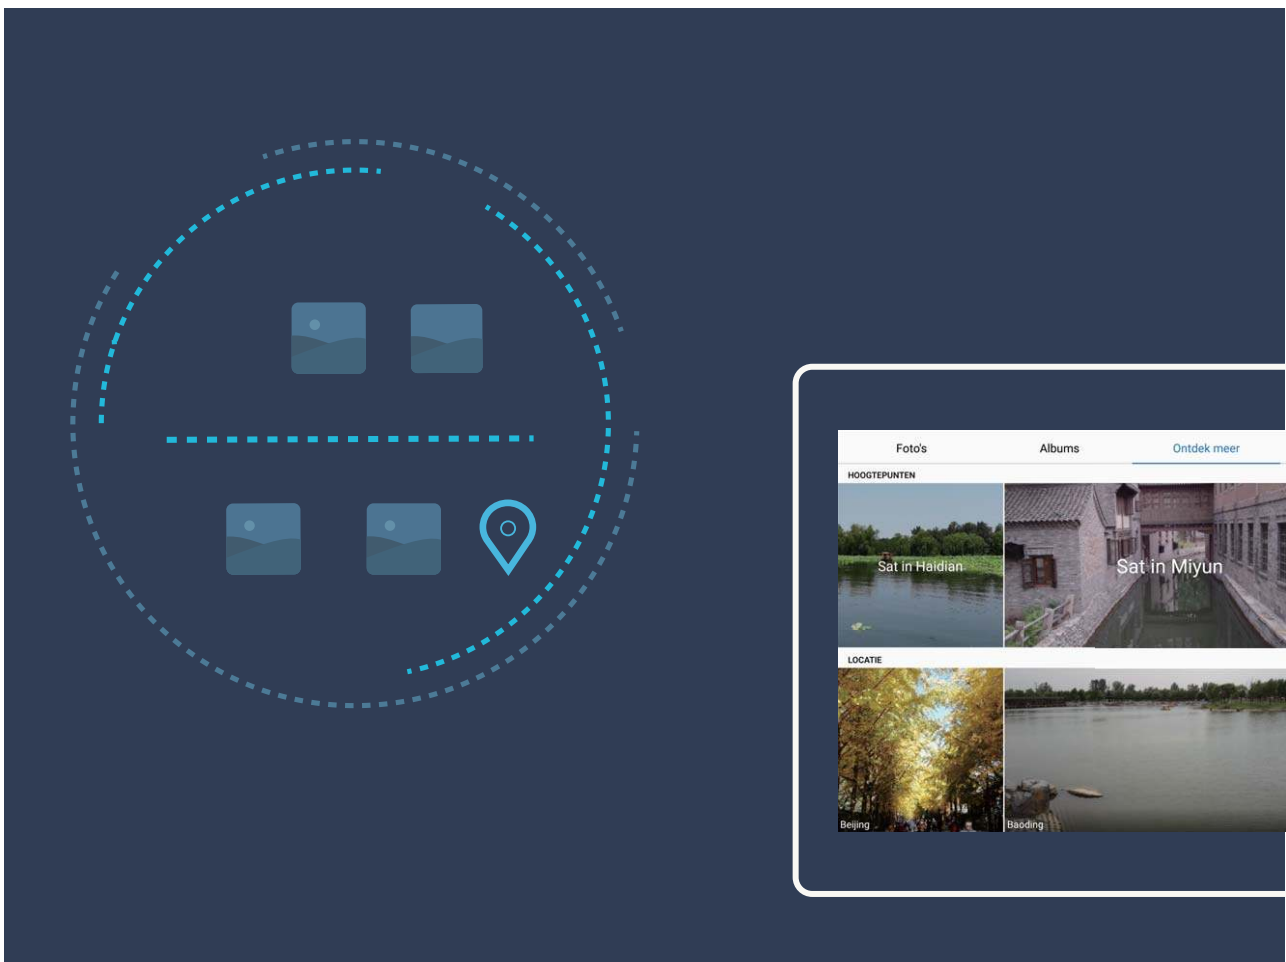 Foto's Albums Ontdek meer
HOOGTEPUNTEN
Sat in Haidian Sat in Miyun
LOCATIE
Beijing Baoding